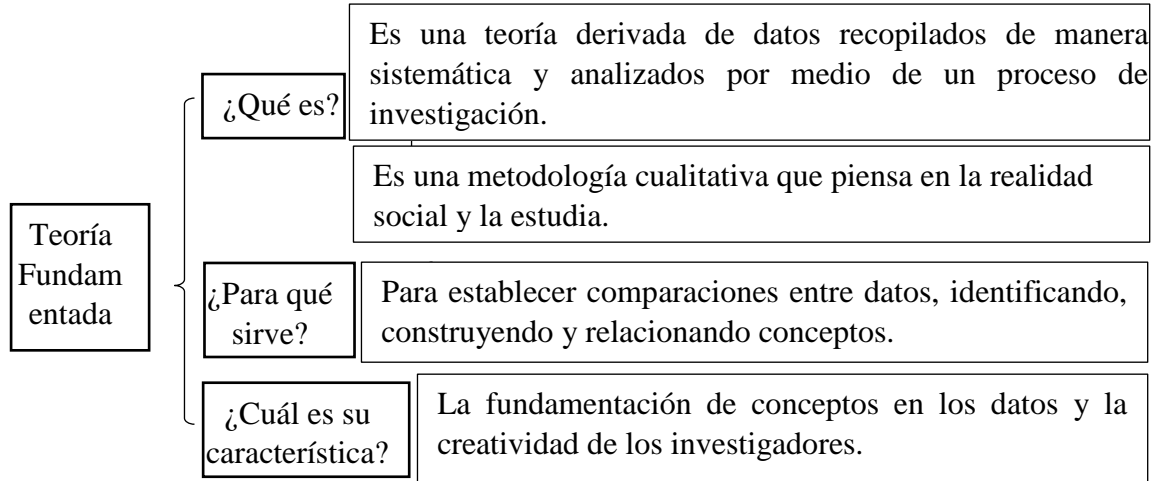 Teoría
Fundam
entada
¿Qué es?
Es una teoría derivada de datos recopilados de manera
sistemática y analizados por medio de un proceso de
investigación.
Es una metodología cualitativa que piensa en la realidad
social y la estudia.
¿Para qué
sirve?
Para establecer comparaciones entre datos, identificando,
construyendo y relacionando conceptos.
¿Cuál es su
característica?
La fundamentación de conceptos en los datos y la
creatividad de los investigadores.